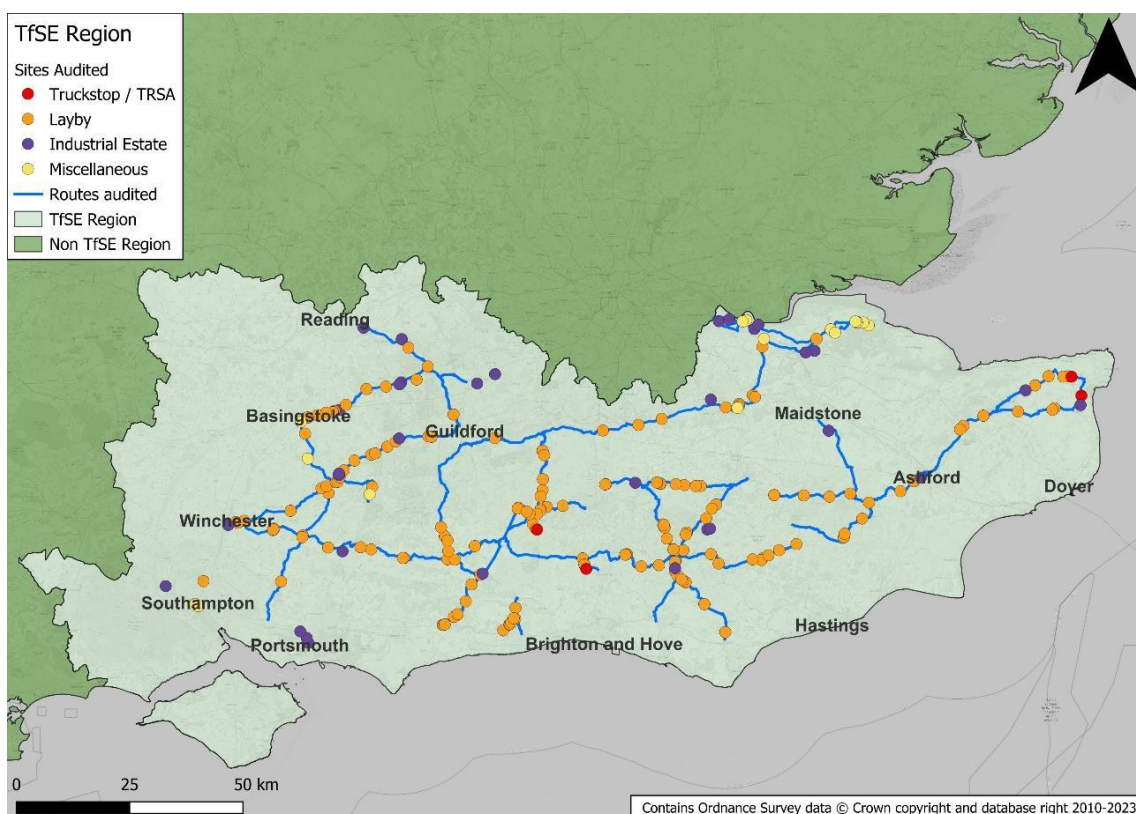 TfSE Region
Sites Audited
Truckstop / TRSA
Layby
Industrial Estate
Miscellaneous
Routes audited
TfSE Region
Non TfSE Region
Reading
Basingstoke
Guildford
Maidstone
Ashford
Dover
Winchester
Southampton
Portsmouth
Brighton and Hove
Hastings
0 25 50 km
Contains Ordnance Survey data © Crown copyright and database right 2010-2023